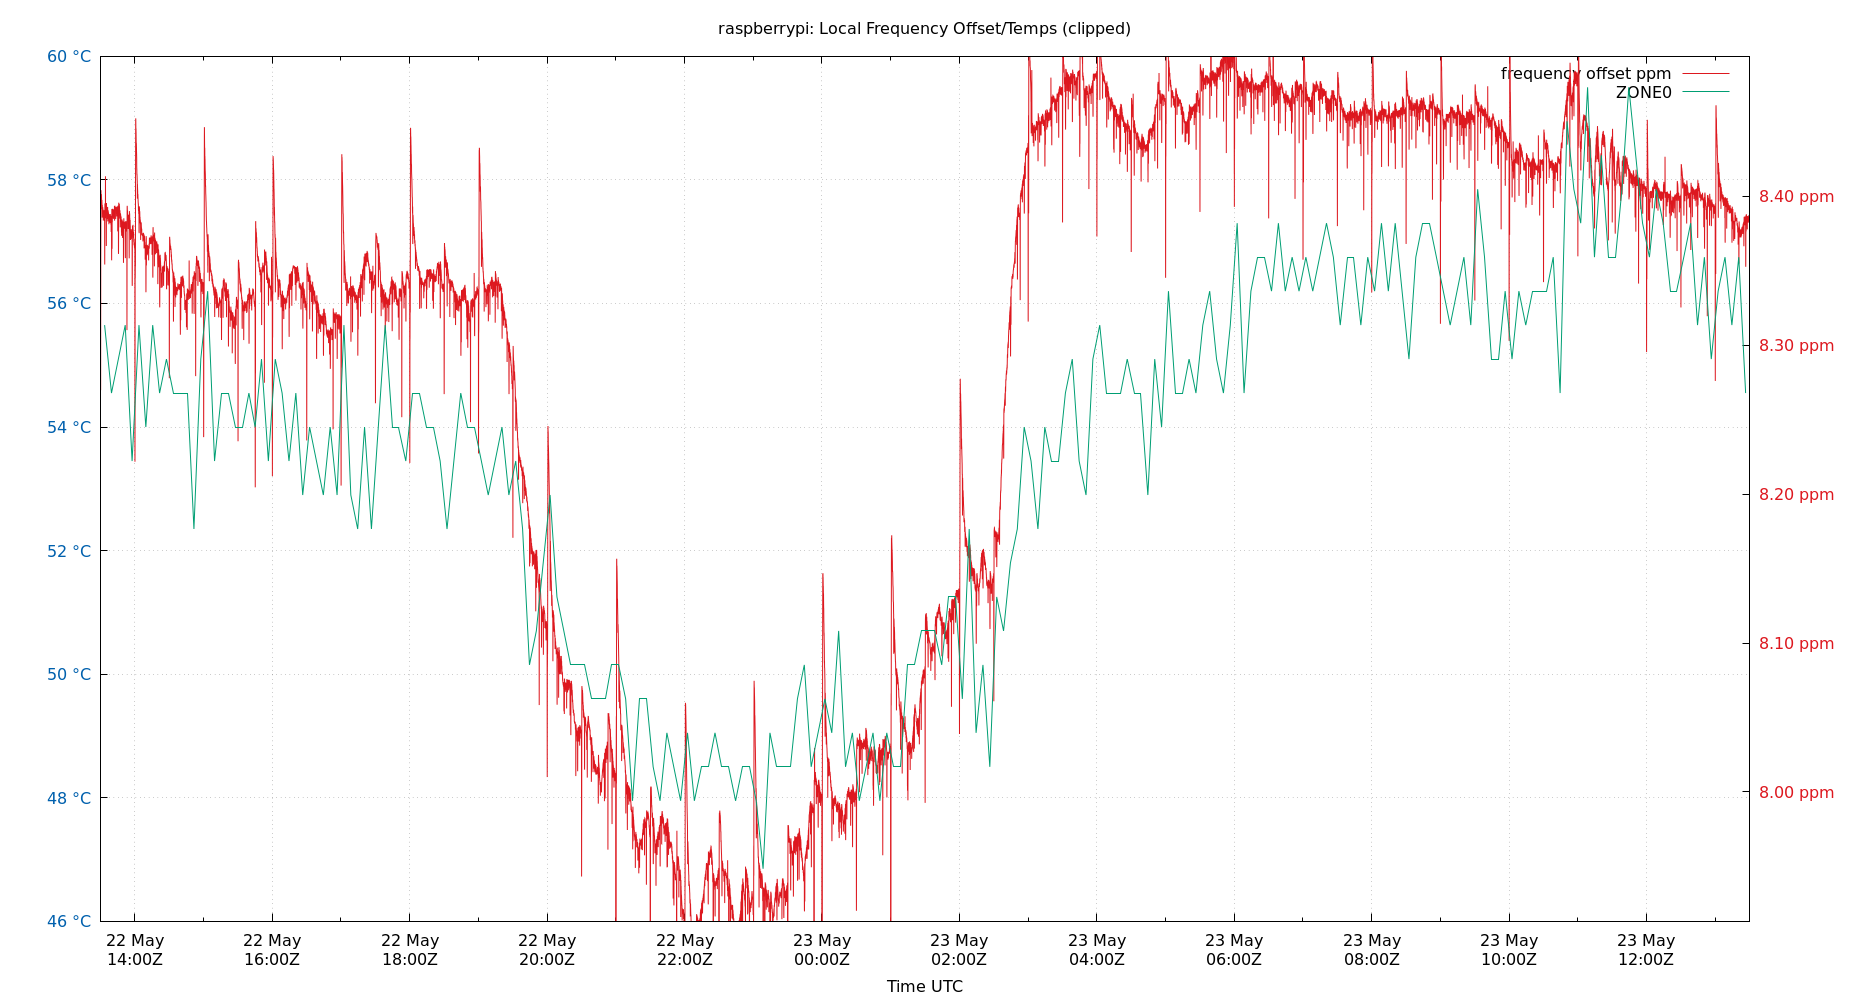 raspberrypi: Local Frequency Offset/Temps (clipped)
frequency offset ppm
ZONE0
60 °C
58 °C
56 °C
54 °C
52 °C
50 °C
48 °C
46 °C
8.40 ppm
8.30 ppm
8.20 ppm
8.10 ppm
8.00 ppm
22 May 22 May 22 May 22 May 22 May 23 May 23 May 23 May 23 May 23 May 23 May 23 May
14:00Z 16:00Z 18:00Z 20:00Z 22:00Z 00:00Z 02:00Z 04:00Z 06:00Z 08:00Z 10:00Z 12:00Z
Time UTC